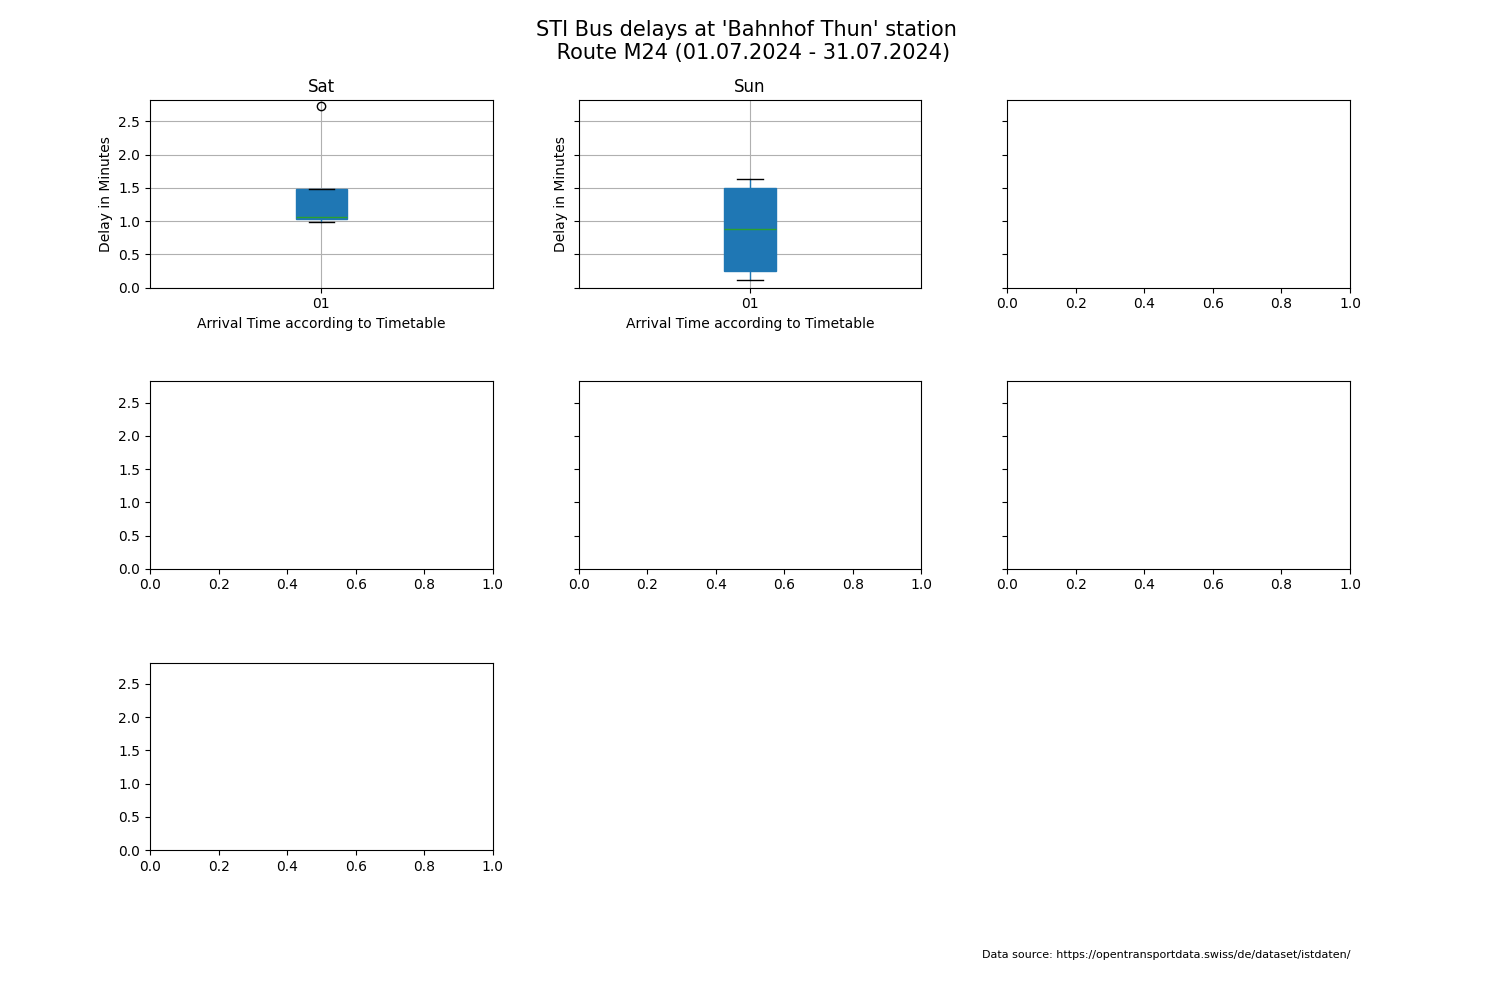 STI Bus delays at 'Bahnhof Thun' station
Route M24 (01.07.2024 - 31.07.2024)
Sat
Delay in Minutes
2.5
2.0
1.5
1.0
0.5
0.0
01
Arrival Time according to Timetable
Sun
Delay in Minutes
01
Arrival Time according to Timetable
0.0 0.2 0.4 0.6 0.8 1.0
2.5
2.0
1.5
1.0
0.5
0.0
0.0 0.2 0.4 0.6 0.8 1.0
0.0 0.2 0.4 0.6 0.8 1.0
0.0 0.2 0.4 0.6 0.8 1.0
2.5
2.0
1.5
1.0
0.5
0.0
0.0 0.2 0.4 0.6 0.8 1.0
Data source: https://opentransportdata.swiss/de/dataset/istdaten/